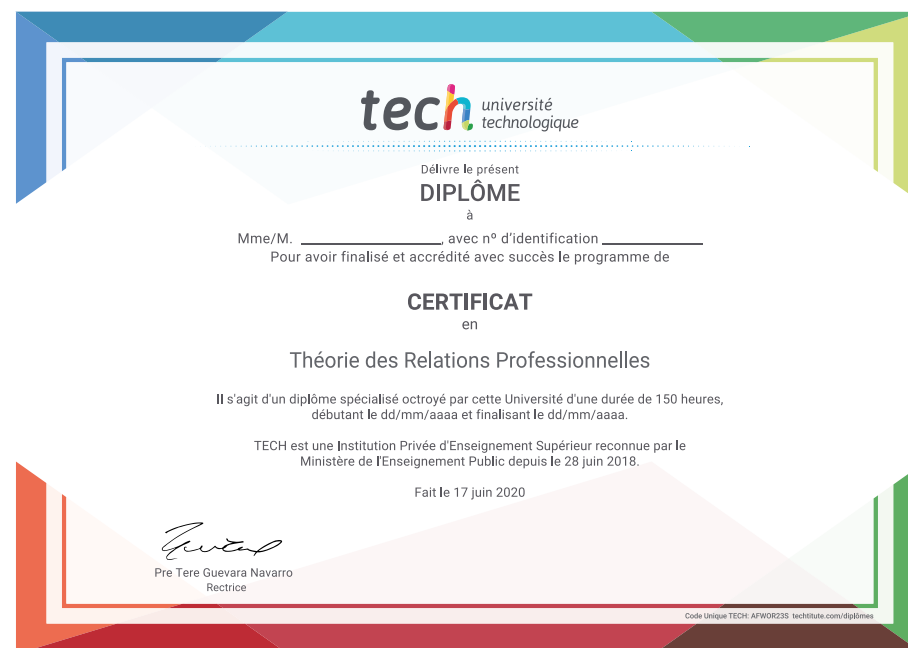 tech université
technologique
Délivre le présent
DIPLÔME
à
Mme/M. ____________________, avec nº d'identification ______________
Pour avoir finalisé et accrédité avec succès le programme de
CERTIFICAT
en
Théorie des Relations Professionnelles
Il s'agit d'un diplôme spécialisé octroyé par cette Université d'une durée de 150 heures,
débutant le dd/mm/aaaa et finalisant le dd/mm/aaaa.
TECH est une Institution Privée d'Enseignement Supérieur reconnue par le
Ministère de l'Enseignement Public depuis le 28 juin 2018.
Fait le 17 juin 2020
Pre Tere Guevara Navarro
Rectrice
Code Unique TECH: AFWOR23S techtitute.com/diplômes